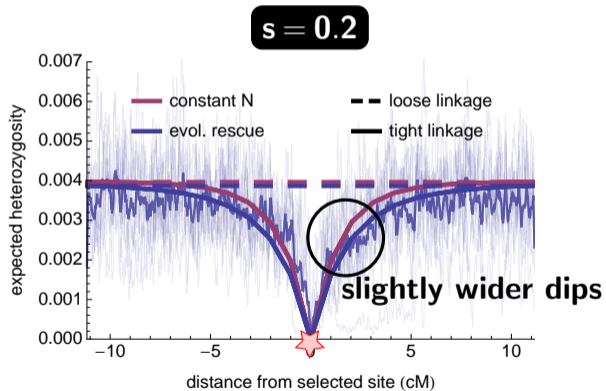 s = 0.2
0.007
0.006
0.005
0.004
0.003
0.002
0.001
0.000
expected heterozygosity
constant N
loose linkage
evol. rescue
tight linkage
slightly wider dips
−10
−5
0
5
10
distance from selected site (cM)